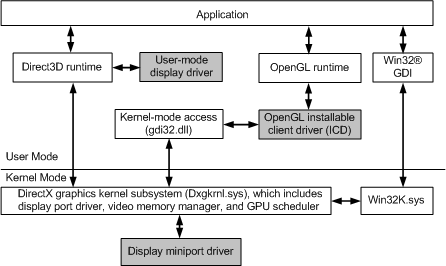 Application
Direct3D runtime
User-mode
display driver
OpenGL runtime
Win32®
GDI
Kernel-mode access
(gdi32.dll)
OpenGL installable
client driver (ICD)
User Mode
Kernel Mode
DirectX graphics kernel subsystem (Dxgkrnl.sys), which includes
display port driver, video memory manager, and GPU scheduler
Win32K.sys
Display miniport driver